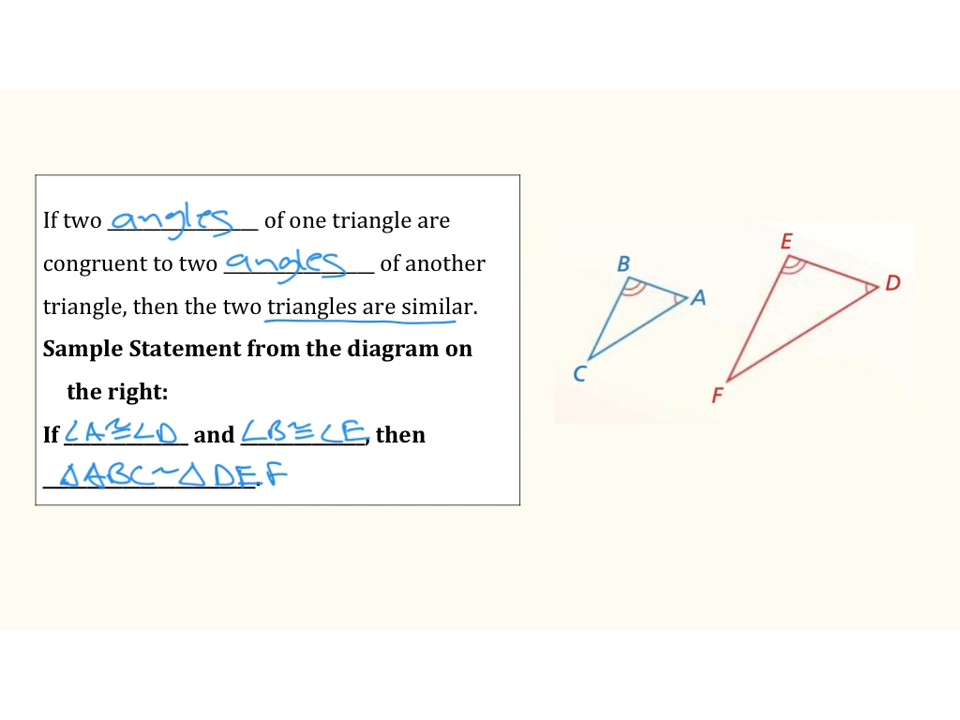 If two angles of one triangle are
congruent to two angles of another
triangle, then the two triangles are similar.
Sample Statement from the diagram on
the right:
If ∠A≅∠D and ∠B≅∠E, then
△ABC~△DEF.
B
A
C
E
D
F